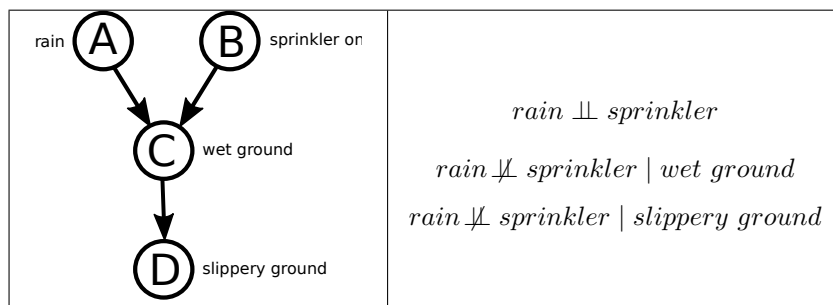 rain A B sprinkler on
C wet ground
D slippery ground
rain ⊥⊥ sprinkler
rain ⊥̸⊥ sprinkler | wet ground
rain ⊥̸⊥ sprinkler | slippery ground